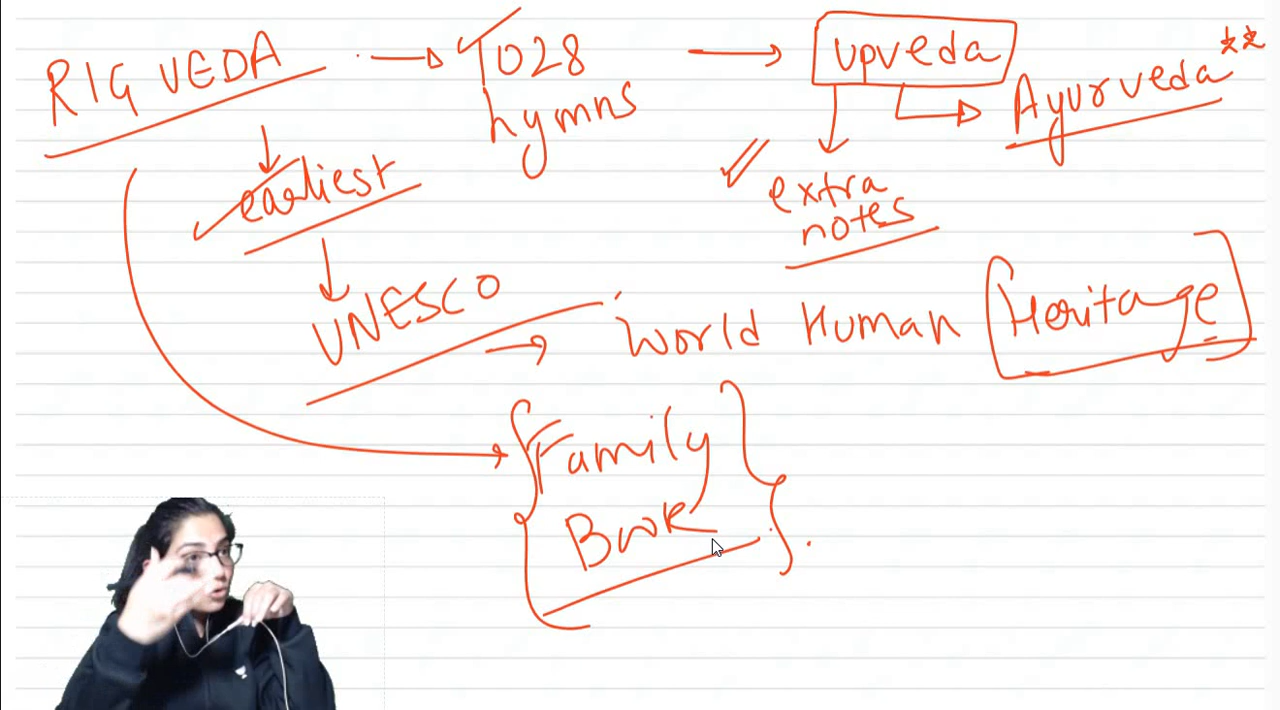 RIG VEDA → 1028 hymns → upveda
Ayurveda **
earliest
extra notes
UNESCO → World Human [Heritage]
{Family Book}.